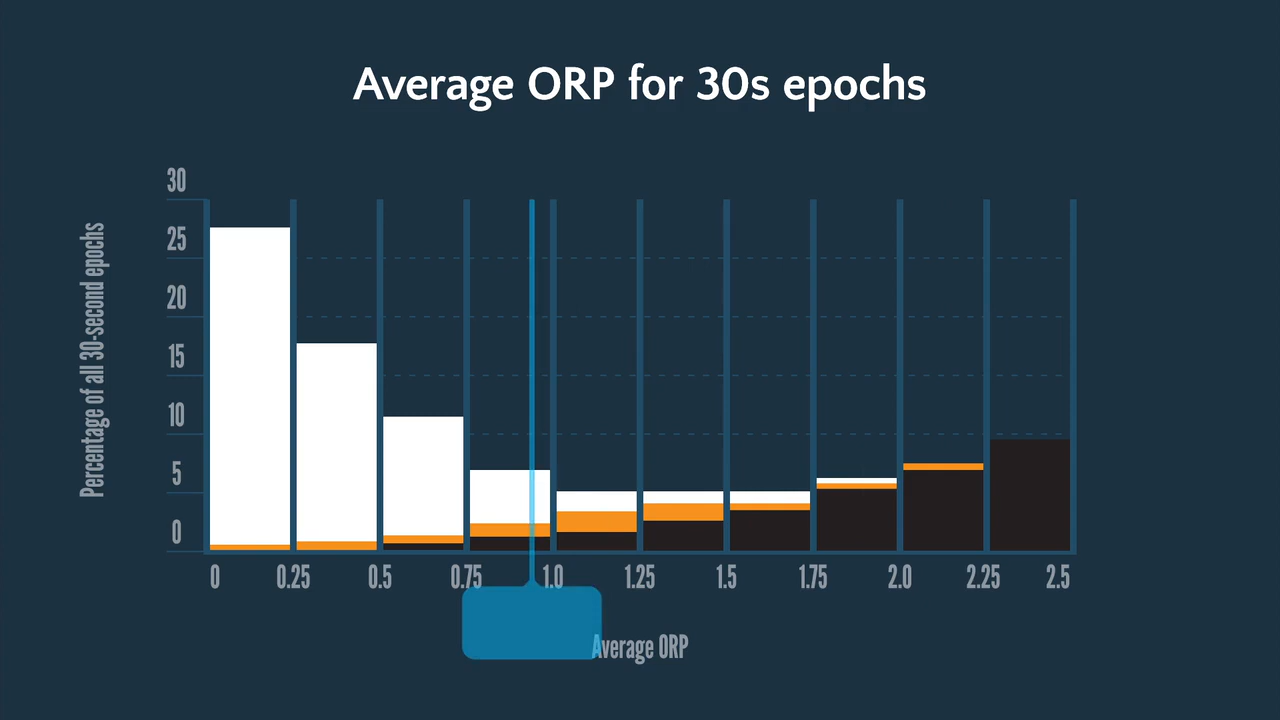 Average ORP for 30s epochs
30
25
20
15
10
5
0
Percentage of all 30-second epochs
0 0.25 0.5 0.75 1.0 1.25 1.5 1.75 2.0 2.25 2.5
Average ORP